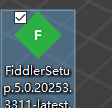 F
FiddlerSetu
p.5.0.20253.
3311-latest.